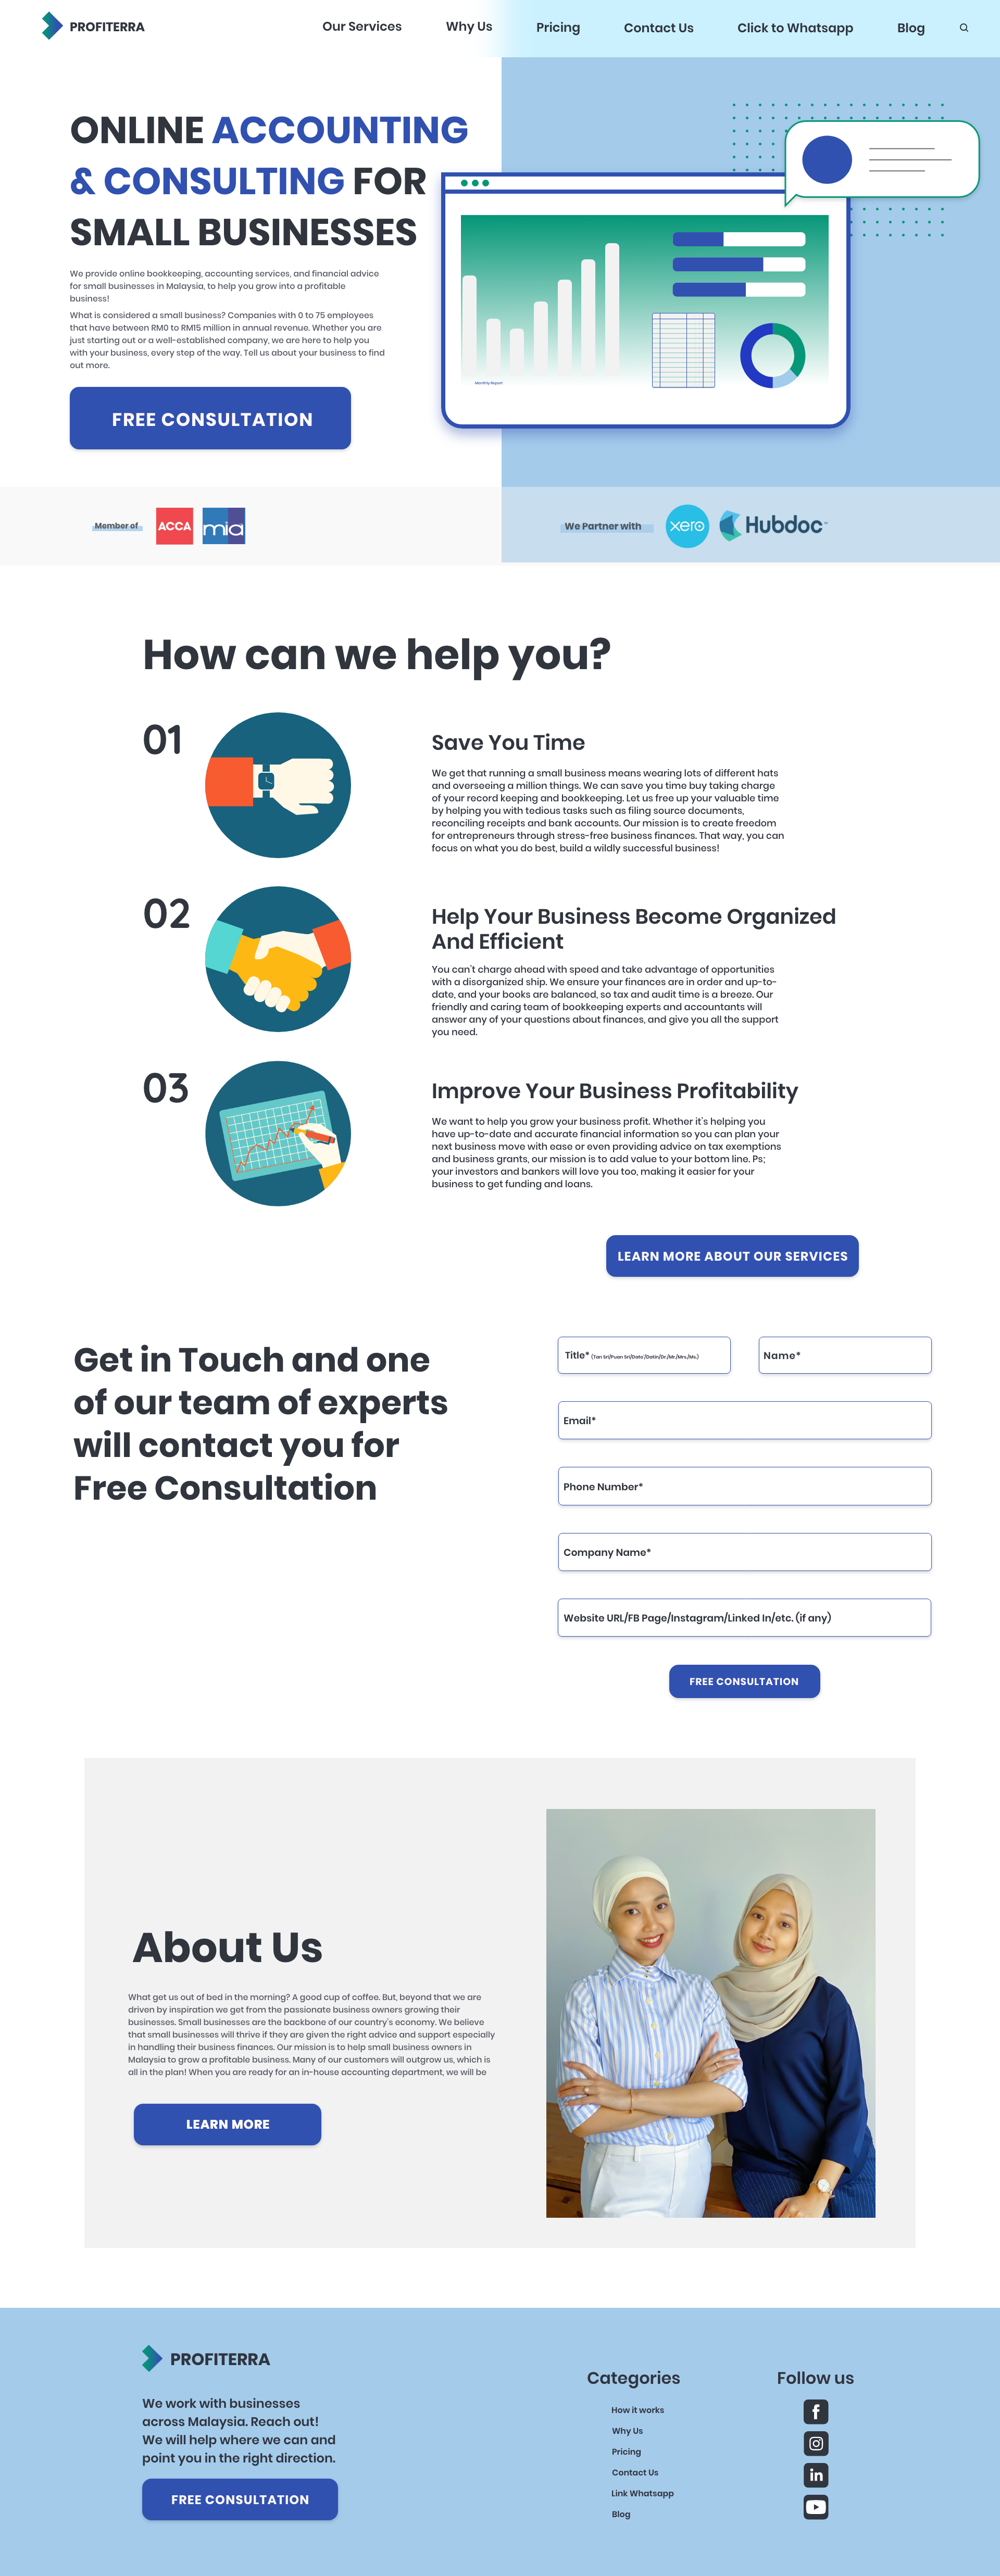 PROFITERRA
Our Services
Why Us
Pricing
Contact Us
Click to Whatsapp
Blog
ONLINE ACCOUNTING
& CONSULTING FOR
SMALL BUSINESSES
We provide online bookkeeping, accounting services, and financial advice
for small businesses in Malaysia, to help you grow into a profitable
business!
What is considered a small business? Companies with 0 to 75 employees
that have between RM0 to RM15 million in annual revenue. Whether you are
just starting out or a well-established company, we are here to help you
with your business, every step of the way. Tell us about your business to find
out more.
FREE CONSULTATION
Monthly Report
Member of
ACCA
mia
We Partner with
xero
Hubdoc™
How can we help you?
01
Save You Time
We get that running a small business means wearing lots of different hats
and overseeing a million things. We can save you time buy taking charge
of your record keeping and bookkeeping. Let us free up your valuable time
by helping you with tedious tasks such as filing source documents,
reconciling receipts and bank accounts. Our mission is to create freedom
for entrepreneurs through stress-free business finances. That way, you can
focus on what you do best, build a wildly successful business!
02
Help Your Business Become Organized
And Efficient
You can't charge ahead with speed and take advantage of opportunities
with a disorganized ship. We ensure your finances are in order and up-to-
date, and your books are balanced, so tax and audit time is a breeze. Our
friendly and caring team of bookkeeping experts and accountants will
answer any of your questions about finances, and give you all the support
you need.
03
Improve Your Business Profitability
We want to help you grow your business profit. Whether it's helping you
have up-to-date and accurate financial information so you can plan your
next business move with ease or even providing advice on tax exemptions
and business grants, our mission is to add value to your bottom line. Ps;
your investors and bankers will love you too, making it easier for your
business to get funding and loans.
LEARN MORE ABOUT OUR SERVICES
Get in Touch and one
of our team of experts
will contact you for
Free Consultation
Title* (Tan Sri/Puan Sri/Dato'/Datin/Dr./Mr./Mrs./Ms.)
Name*
Email*
Phone Number*
Company Name*
Website URL/FB Page/Instagram/Linked In/etc. (if any)
FREE CONSULTATION
About Us
What get us out of bed in the morning? A good cup of coffee. But, beyond that we are
driven by inspiration we get from the passionate business owners growing their
businesses. Small businesses are the backbone of our country's economy. We believe
that small businesses will thrive if they are given the right advice and support especially
in handling their business finances. Our mission is to help small business owners in
Malaysia to grow a profitable business. Many of our customers will outgrow us, which is
all in the plan! When you are ready for an in-house accounting department, we will be
LEARN MORE
PROFITERRA
We work with businesses
across Malaysia. Reach out!
We will help where we can and
point you in the right direction.
FREE CONSULTATION
Categories
How it works
Why Us
Pricing
Contact Us
Link Whatsapp
Blog
Follow us